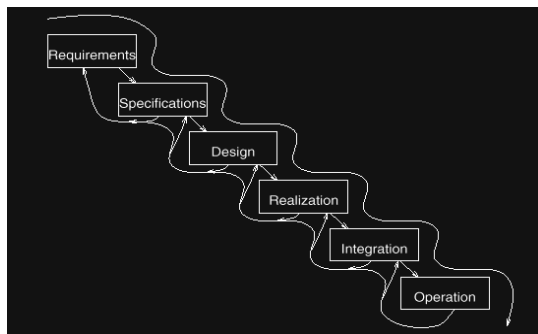 Requirements
Specifications
Design
Realization
Integration
Operation